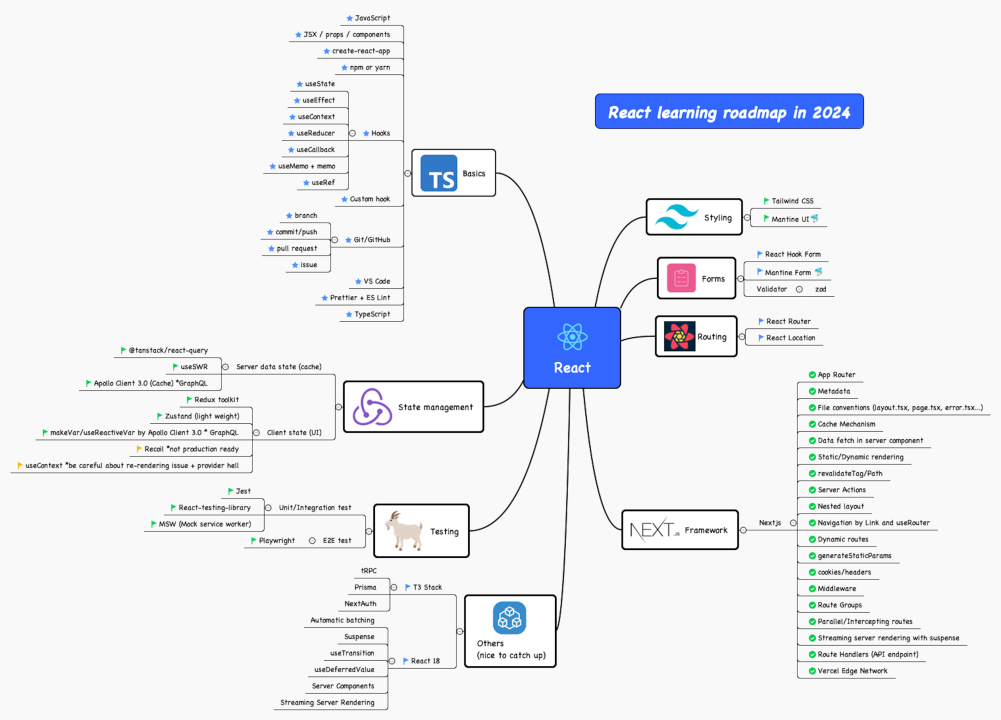 React learning roadmap in 2024
React
TS
Basics
JavaScript
JSX / props / components
create-react-app
npm or yarn
Hooks
useState
useEffect
useContext
useReducer
useCallback
useMemo + memo
useRef
Custom hook
Git/GitHub
branch
commit/push
pull request
issue
VS Code
Prettier + ES Lint
TypeScript
State management
Server data state (cache)
@tanstack/react-query
useSWR
Apollo Client 3.0 (Cache) *GraphQL
Client state (UI)
Redux toolkit
Zustand (light weight)
makeVar/useReactiveVar by Apollo Client 3.0 * GraphQL
Recoil *not production ready
useContext *be careful about re-rendering issue + provider hell
Testing
Unit/Integration test
Jest
React-testing-library
MSW (Mock service worker)
E2E test
Playwright
Others
(nice to catch up)
T3 Stack
tRPC
Prisma
NextAuth
React 18
Automatic batching
Suspense
useTransition
useDeferredValue
Server Components
Streaming Server Rendering
Styling
Tailwind CSS
Mantine UI
Forms
React Hook Form
Mantine Form
Validator
zod
Routing
React Router
React Location
NEXT.JS
Framework
Nextjs
App Router
Metadata
File conventions (layout.tsx, page.tsx, error.tsx...)
Cache Mechanism
Data fetch in server component
Static/Dynamic rendering
revalidateTag/Path
Server Actions
Nested layout
Navigation by Link and useRouter
Dynamic routes
generateStaticParams
cookies/headers
Middleware
Route Groups
Parallel/Intercepting routes
Streaming server rendering with suspense
Route Handlers (API endpoint)
Vercel Edge Network